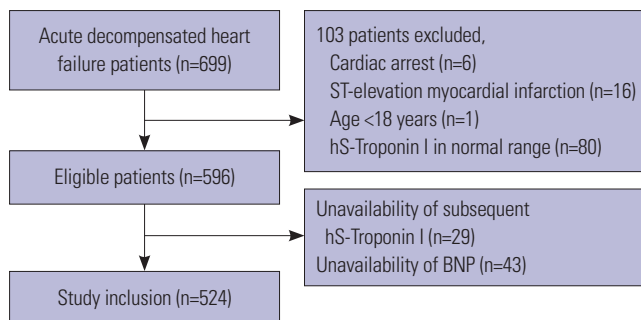 Acute decompensated heart
failure patients (n=699)
103 patients excluded,
Cardiac arrest (n=6)
ST-elevation myocardial infarction (n=16)
Age <18 years (n=1)
hS-Troponin I in normal range (n=80)
Eligible patients (n=596)
Unavailability of subsequent
hS-Troponin I (n=29)
Unavailability of BNP (n=43)
Study inclusion (n=524)